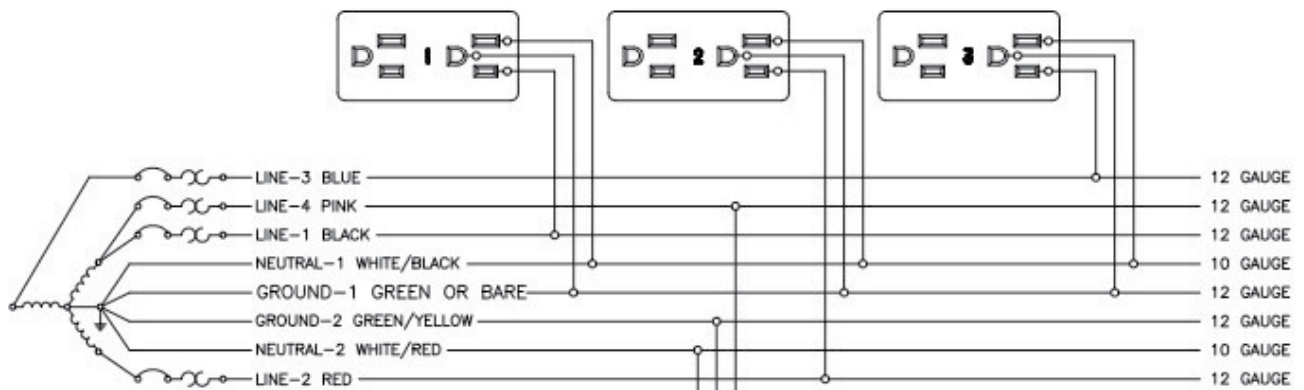 1 2 3
LINE-3 BLUE 12 GAUGE
LINE-4 PINK 12 GAUGE
LINE-1 BLACK 12 GAUGE
NEUTRAL-1 WHITE/BLACK 10 GAUGE
GROUND-1 GREEN OR BARE 12 GAUGE
GROUND-2 GREEN/YELLOW 12 GAUGE
NEUTRAL-2 WHITE/RED 10 GAUGE
LINE-2 RED 12 GAUGE